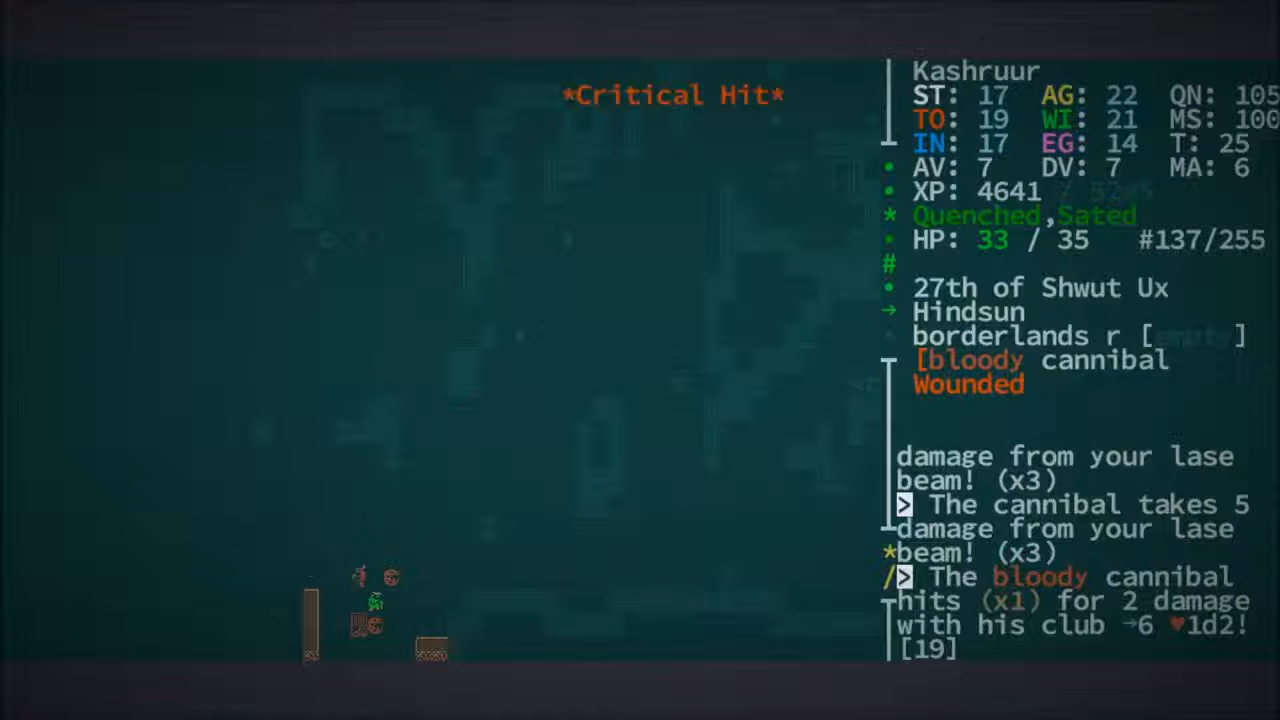 *Critical Hit*
Kashruur
ST: 17 AG: 22 QN: 105
TO: 19 WI: 21 MS: 100
IN: 17 EG: 14 T: 25
AV: 7 DV: 7 MA: 6
XP: 4641 /
Quenched,Sated
HP: 33 / 35 #137/255
27th of Shwut Ux
Hindsun
borderlands r [empty]
[bloody cannibal
Wounded
damage from your lase
beam! (x3)
> The cannibal takes 5
damage from your lase
beam! (x3)
> The bloody cannibal
hits (x1) for 2 damage
with his club →6 ♥1d2!
[19]